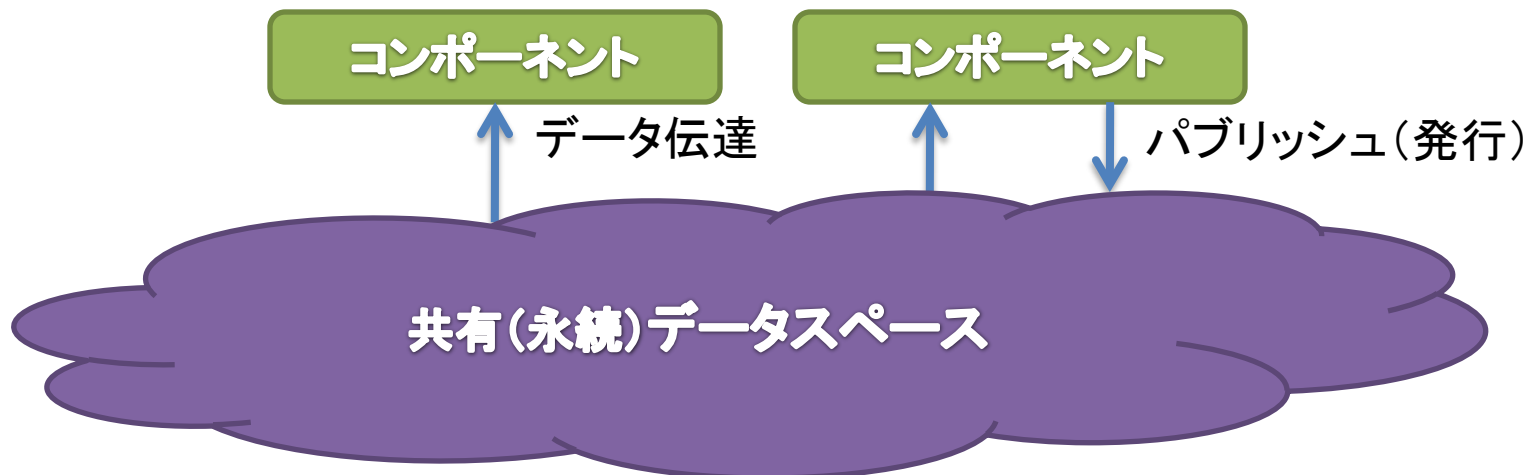 コンポーネント
コンポーネント
データ伝達
パブリッシュ（発行）
共有（永続）データスペース